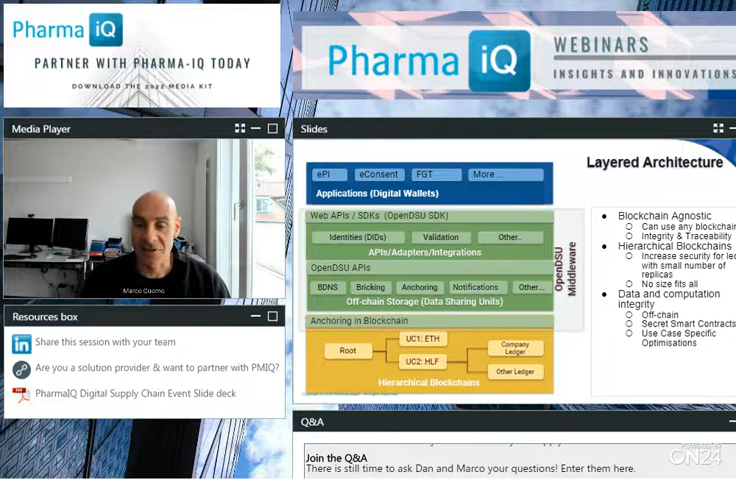 Pharma iQ
PARTNER WITH PHARMA-IQ TODAY
DOWNLOAD THE 2022 MEDIA KIT
Pharma iQ
WEBINARS
INSIGHTS AND INNOVATIONS
Media Player
Marco Cuomo
Resources box
Share this session with your team
Are you a solution provider & want to partner with PMIQ?
PDF
PharmaIQ Digital Supply Chain Event Slide deck
Slides
Layered Architecture
ePI
eConsent
FGT
More ...
Applications (Digital Wallets)
Web APIs / SDKs (OpenDSU SDK)
Identities (DIDs)
Validation
Other..
APIs/Adapters/Integrations
OpenDSU APIs
BDNS
Bricking
Anchoring
Notifications
Other...
Off-chain Storage (Data Sharing Units)
Anchoring in Blockchain
Root
UC1: ETH
UC2: HLF
Company
Ledger
Other Ledger
Hierarchical Blockchains
OpenDSU
Middleware
● Blockchain Agnostic
○ Can use any blockchain
○ Integrity & Traceability
● Hierarchical Blockchains
○ Increase security for led
with small number of
replicas
○ No size fits all
● Data and computation
integrity
○ Off-chain
○ Secret Smart Contracts
○ Use Case Specific
Optimisations
Q&A
Join the Q&A
There is still time to ask Dan and Marco your questions! Enter them here.
POWERED BY
ON24